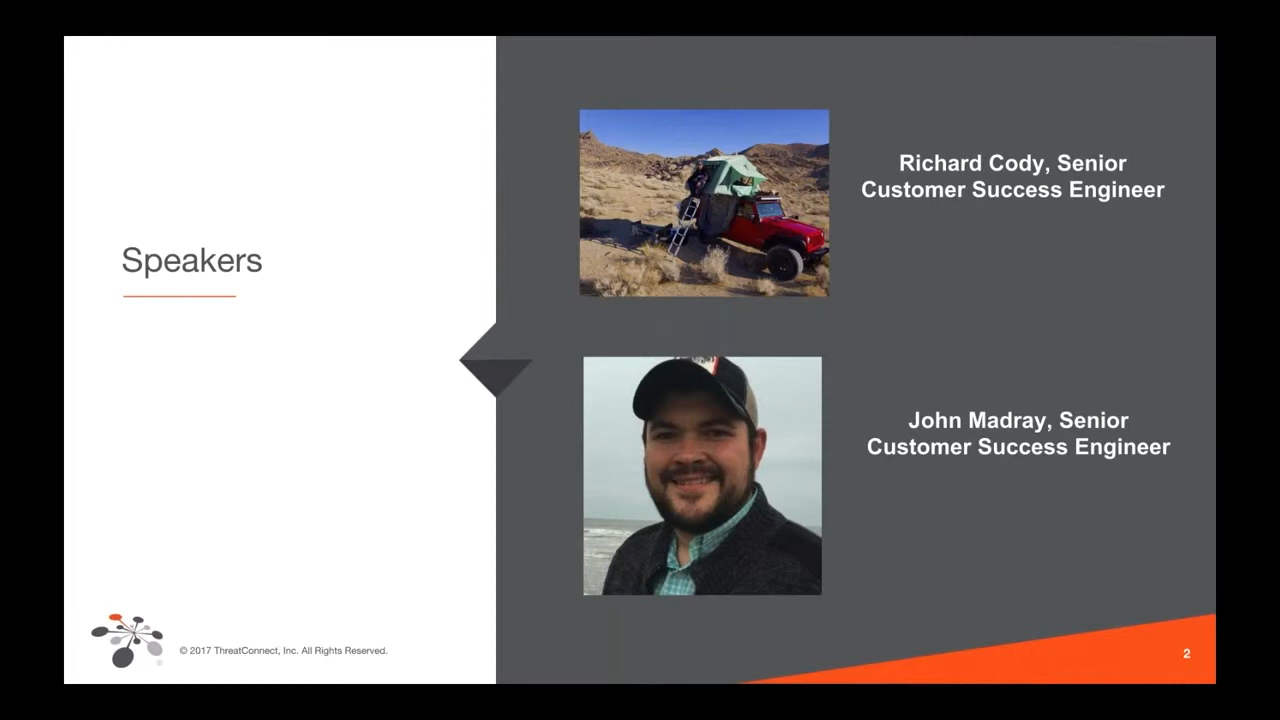 Speakers
Richard Cody, Senior
Customer Success Engineer
John Madray, Senior
Customer Success Engineer
© 2017 ThreatConnect, Inc. All Rights Reserved.
2